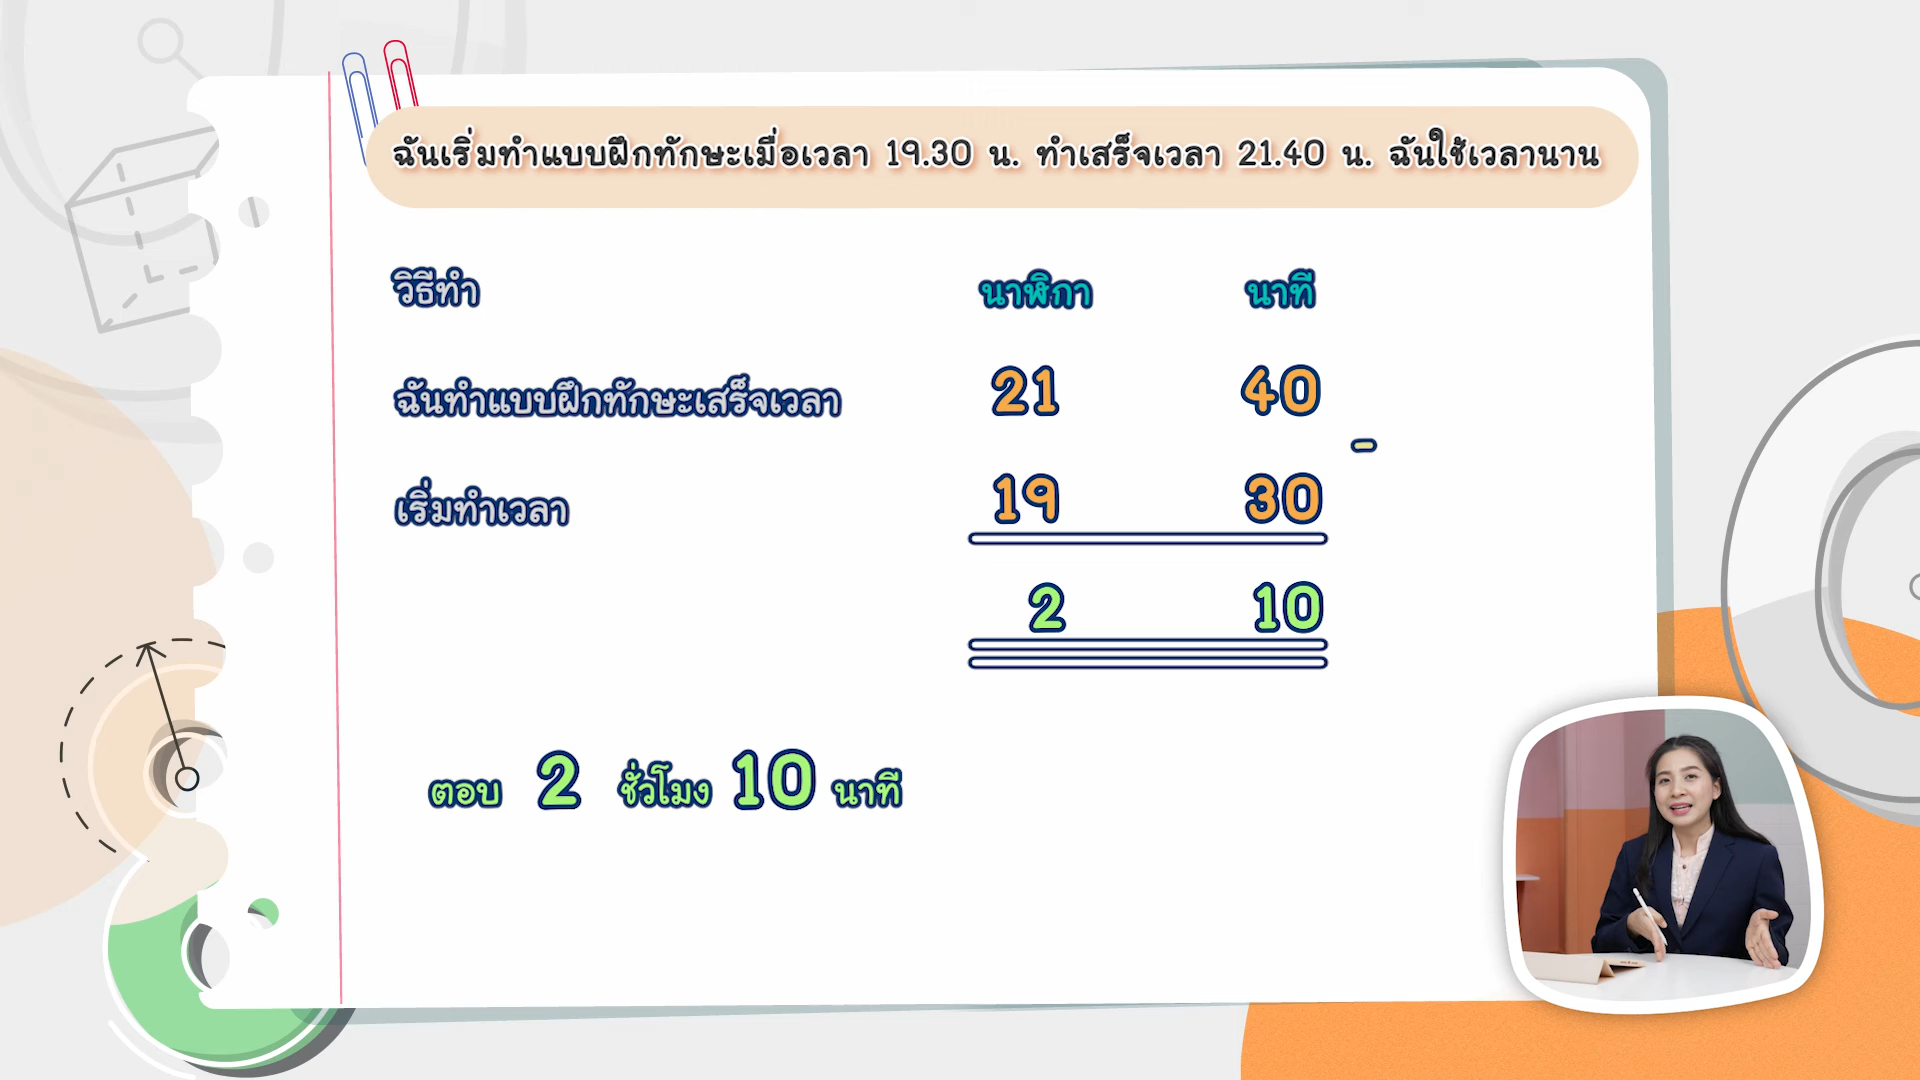 ฉันเริ่มทำแบบฝึกทักษะเมื่อเวลา 19.30 น. ทำเสร็จเวลา 21.40 น. ฉันใช้เวลานาน
วิธีทำ นาฬิกา นาที
ฉันทำแบบฝึกทักษะเสร็จเวลา 21 40
-
เริ่มทำเวลา 19 30
2 10
ตอบ 2 ชั่วโมง 10 นาที